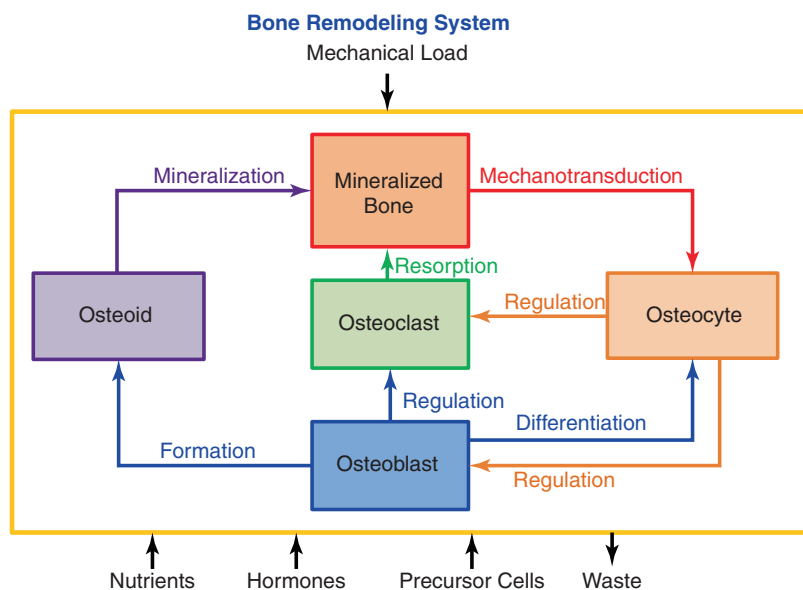 Bone Remodeling System
Mechanical Load
Mineralization
Mineralized
Bone
Mechanotransduction
Resorption
Osteoid
Osteoclast
Regulation
Osteocyte
Regulation
Differentiation
Formation
Osteoblast
Regulation
Nutrients
Hormones
Precursor Cells
Waste